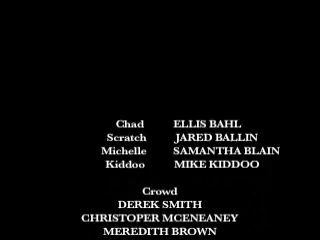 Chad ELLIS BAHL
Scratch JARED BALLIN
Michelle SAMANTHA BLAIN
Kiddoo MIKE KIDDOO
Crowd
DEREK SMITH
CHRISTOPER MCENEANEY
MEREDITH BROWN